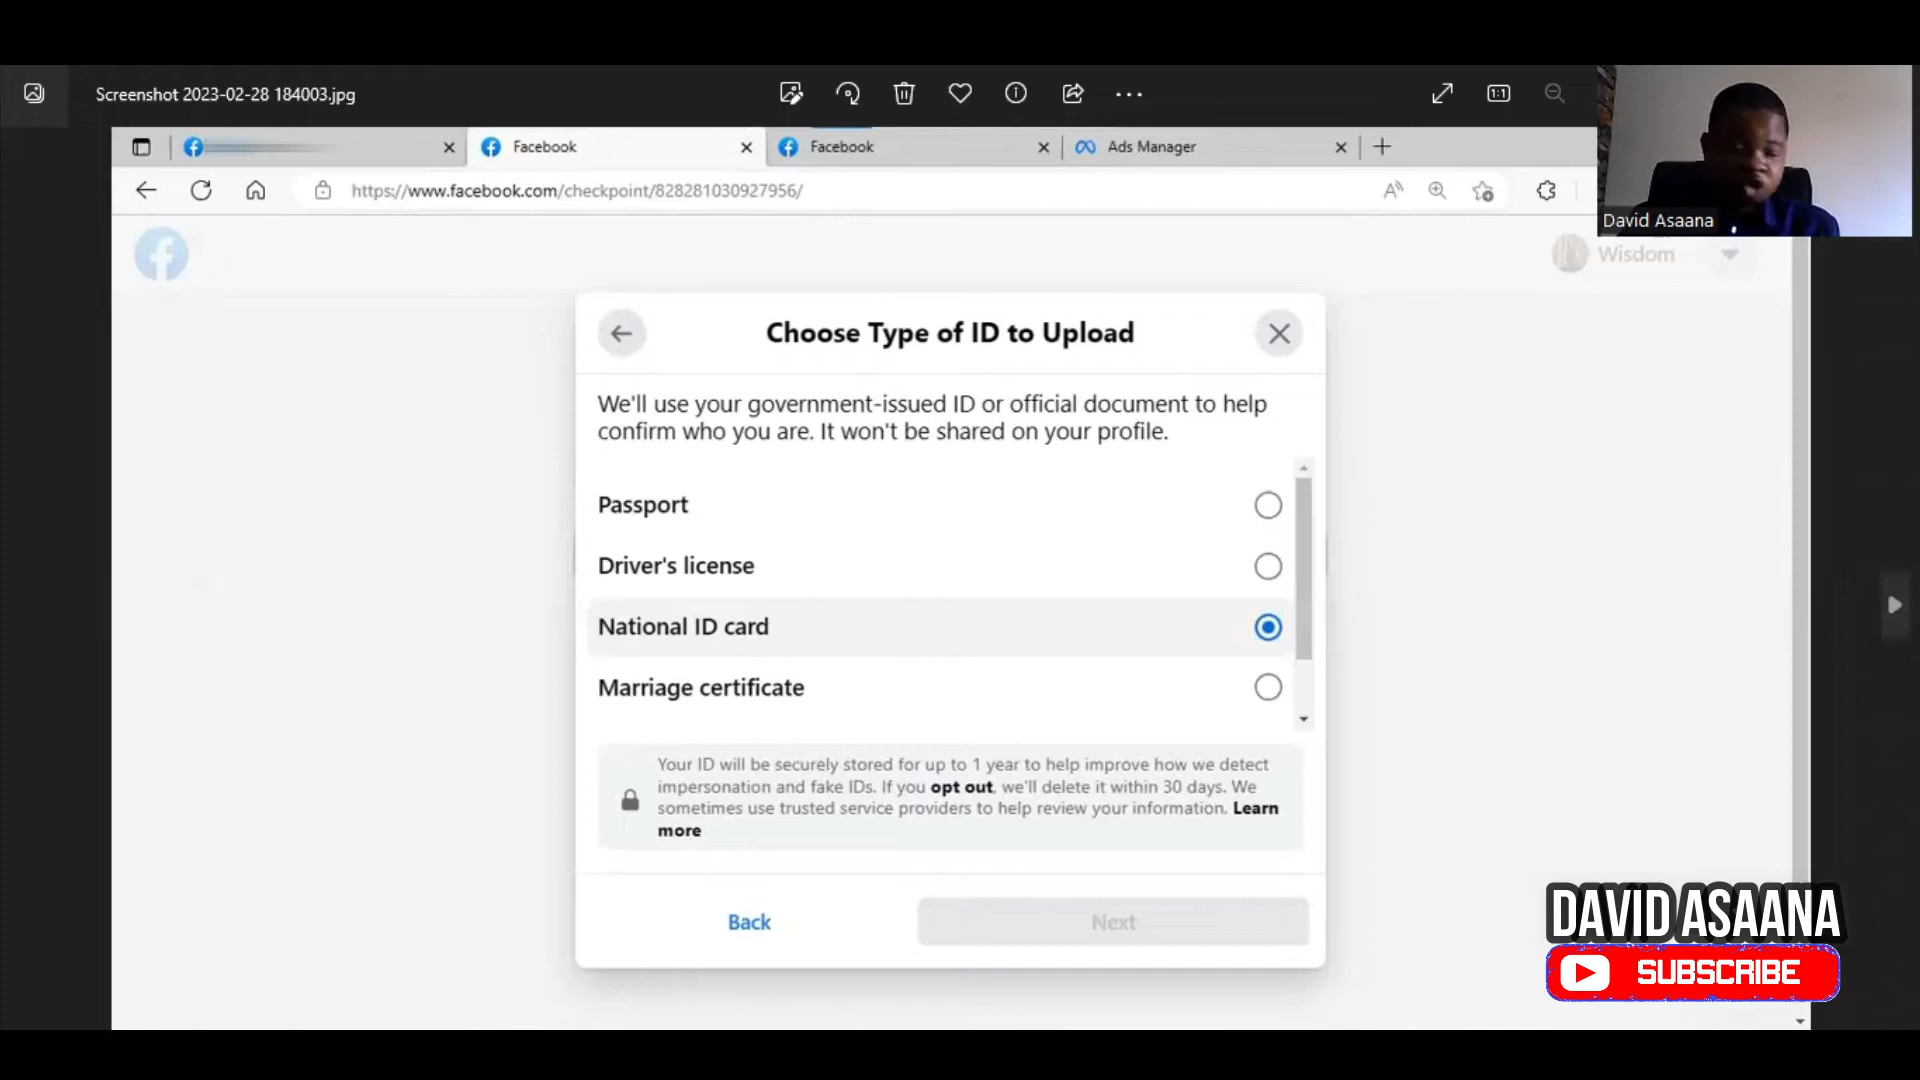 Screenshot 2023-02-28 184003.jpg
1:1
Facebook
Facebook
Ads Manager
https://www.facebook.com/checkpoint/828281030927956/
David Asaana
Wisdom
Choose Type of ID to Upload
We'll use your government-issued ID or official document to help
confirm who you are. It won't be shared on your profile.
Passport
Driver's license
National ID card
Marriage certificate
Your ID will be securely stored for up to 1 year to help improve how we detect
impersonation and fake IDs. If you opt out, we'll delete it within 30 days. We
sometimes use trusted service providers to help review your information. Learn
more
Back
Next
DAVID ASAANA
SUBSCRIBE